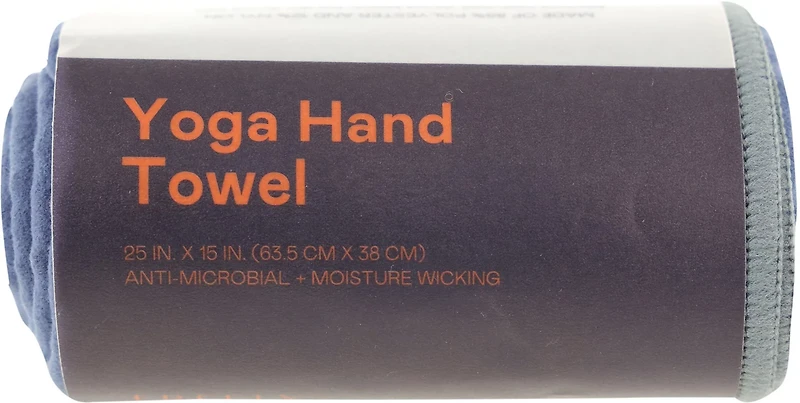 Yoga Hand
Towel
25 IN. X 15 IN. (63.5 CM X 38 CM)
ANTI-MICROBIAL + MOISTURE WICKING